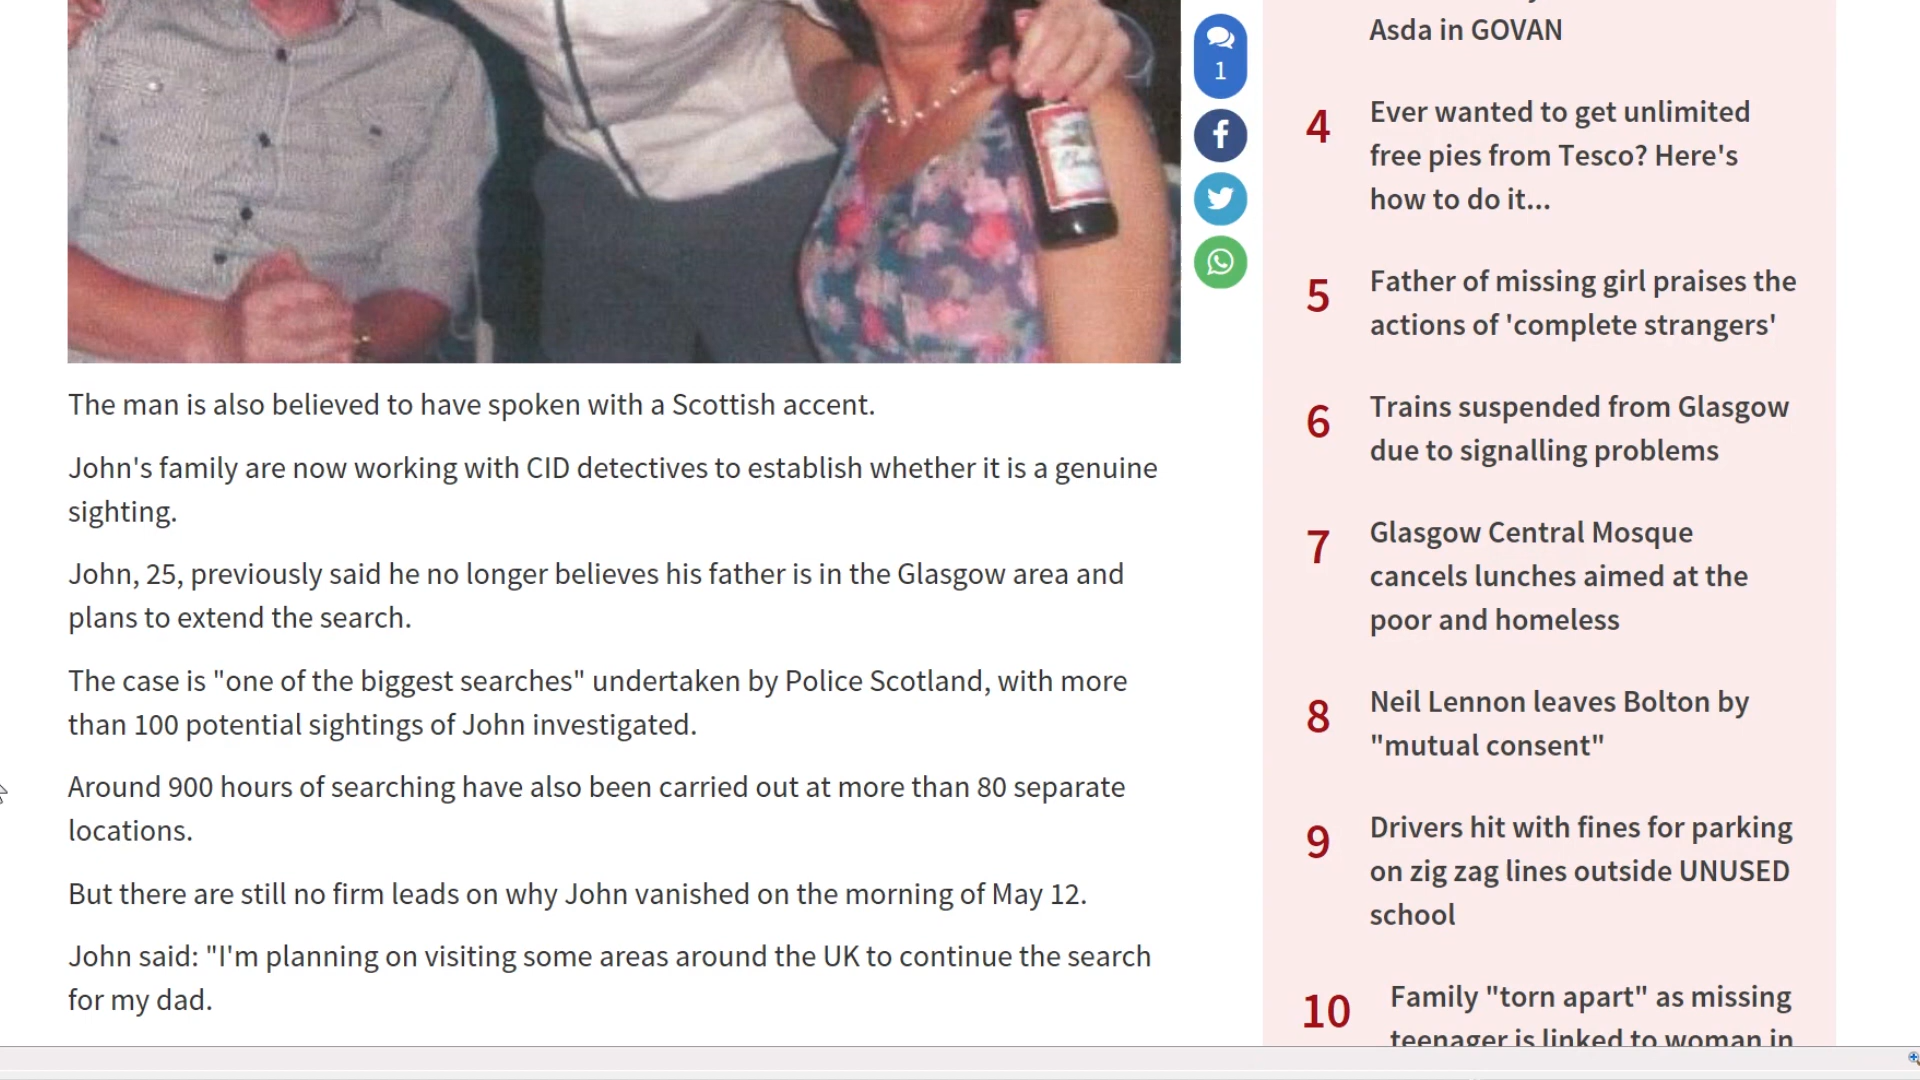 The man is also believed to have spoken with a Scottish accent.
John's family are now working with CID detectives to establish whether it is a genuine
sighting.
John, 25, previously said he no longer believes his father is in the Glasgow area and
plans to extend the search.
The case is "one of the biggest searches" undertaken by Police Scotland, with more
than 100 potential sightings of John investigated.
Around 900 hours of searching have also been carried out at more than 80 separate
locations.
But there are still no firm leads on why John vanished on the morning of May 12.
John said: "I'm planning on visiting some areas around the UK to continue the search
for my dad.
1
Asda in GOVAN
4
Ever wanted to get unlimited
free pies from Tesco? Here's
how to do it...
5
Father of missing girl praises the
actions of 'complete strangers'
6
Trains suspended from Glasgow
due to signalling problems
7
Glasgow Central Mosque
cancels lunches aimed at the
poor and homeless
8
Neil Lennon leaves Bolton by
"mutual consent"
9
Drivers hit with fines for parking
on zig zag lines outside UNUSED
school
10
Family "torn apart" as missing
teenager is linked to woman in